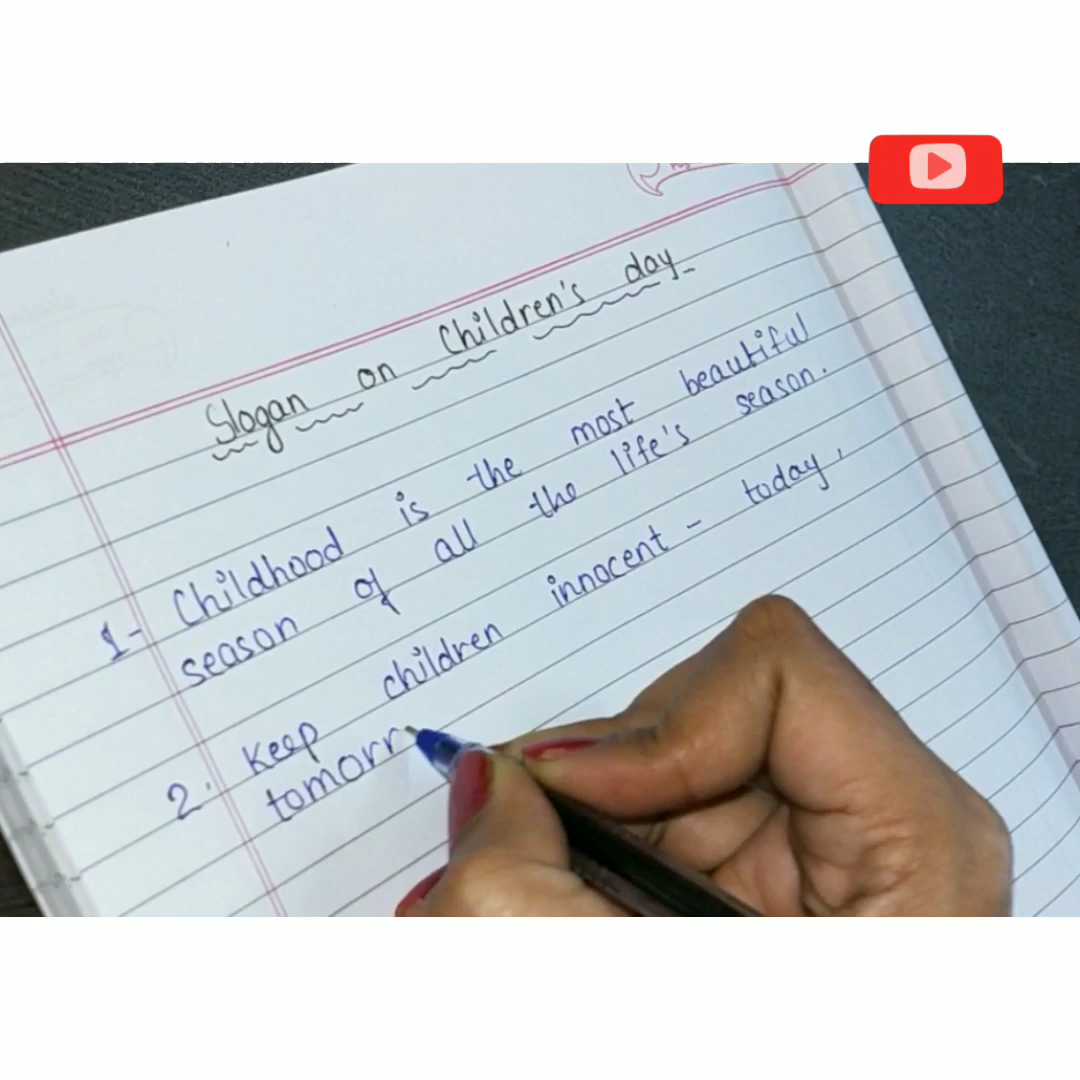 Slogan on Children's day
1- Childhood is the most beautiful
season of all the life's season.
2. Keep children innocent - today,
tomorr